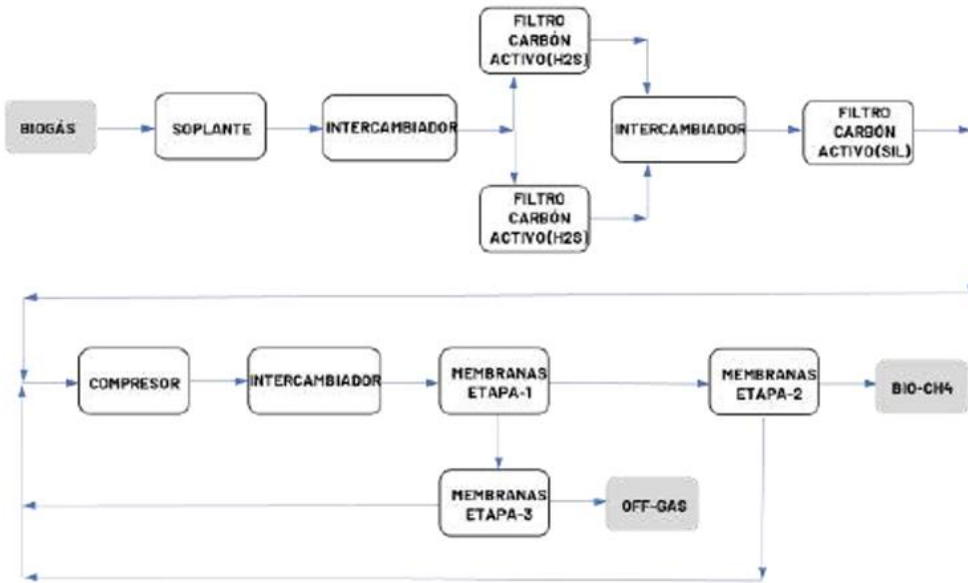 FILTRO
CARBÓN
ACTIVO(H2S)
BIOGÁS
SOPLANTE
INTERCAMBIADOR
INTERCAMBIADOR
FILTRO
CARBÓN
ACTIVO(SIL)
FILTRO
CARBÓN
ACTIVO(H2S)
COMPRESOR
INTERCAMBIADOR
MEMBRANAS
ETAPA-1
MEMBRANAS
ETAPA-2
BIO-CH4
MEMBRANAS
ETAPA-3
OFF-GAS